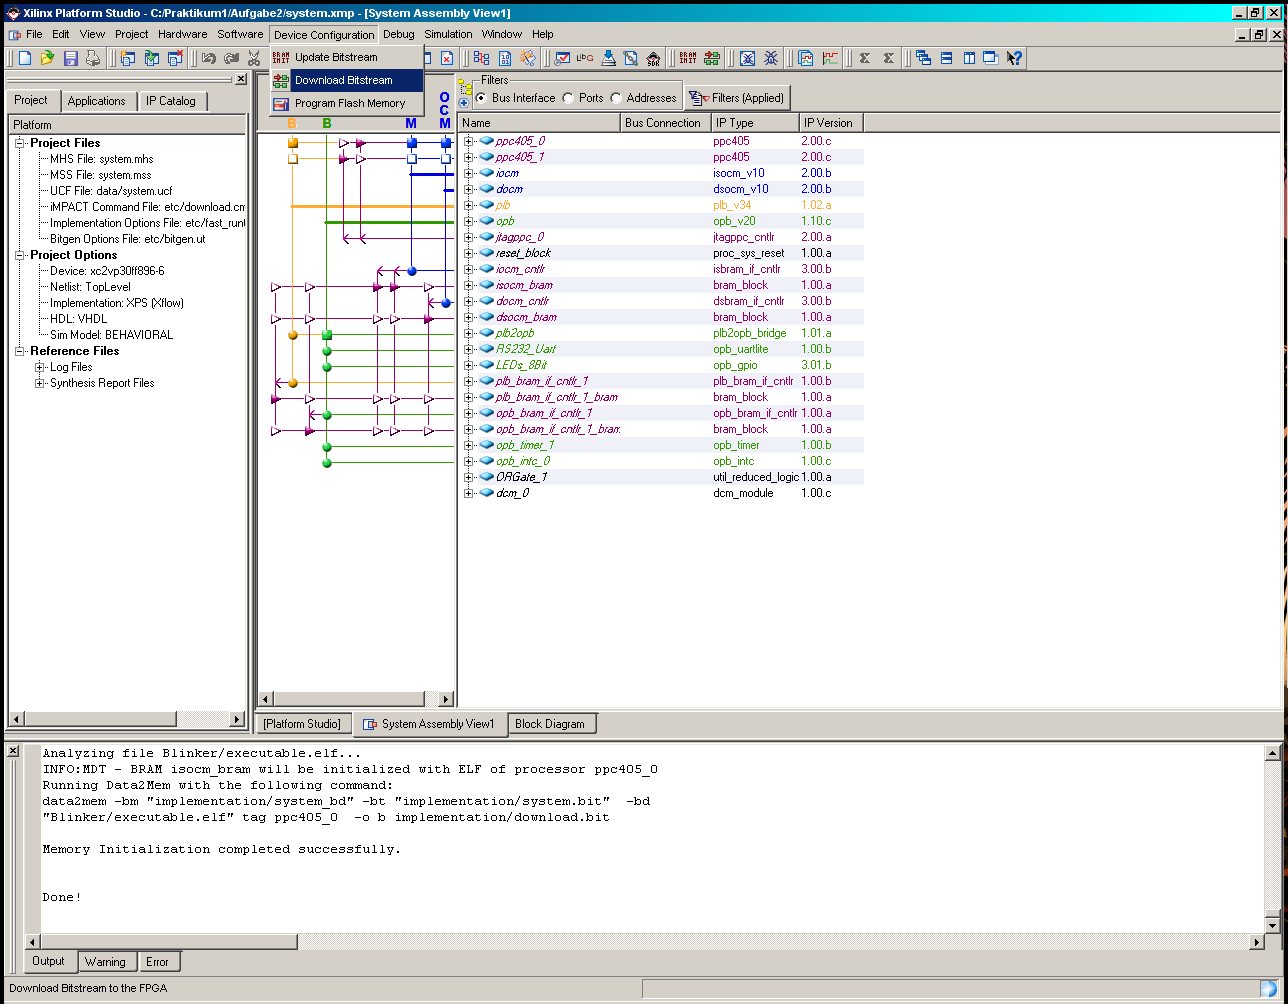 Xilinx Platform Studio - C:/Praktikum1/Aufgabe2/system.xmp - [System Assembly View1]
File Edit View Project Hardware Software Device Configuration Debug Simulation Window Help
BRAM INIT Update Bitstream
Download Bitstream
Program Flash Memory
Project Applications IP Catalog
Platform
Project Files
MHS File: system.mhs
MSS File: system.mss
UCF File: data/system.ucf
iMPACT Command File: etc/download.cm
Implementation Options File: etc/fast_runt
Bitgen Options File: etc/bitgen.ut
Project Options
Device: xc2vp30ff896-6
Netlist: TopLevel
Implementation: XPS (Xflow)
HDL: VHDL
Sim Model: BEHAVIORAL
Reference Files
Log Files
Synthesis Report Files
B B M O C M
Filters
Bus Interface Ports Addresses Filters (Applied)
Name Bus Connection IP Type IP Version
ppc405_0 ppc405 2.00.c
ppc405_1 ppc405 2.00.c
iocm isocm_v10 2.00.b
docm dsocm_v10 2.00.b
plb plb_v34 1.02.a
opb opb_v20 1.10.c
jtagppc_0 jtagppc_cntlr 2.00.a
reset_block proc_sys_reset 1.00.a
iocm_cntlr isbram_if_cntlr 3.00.b
isocm_bram bram_block 1.00.a
docm_cntlr dsbram_if_cntlr 3.00.b
dsocm_bram bram_block 1.00.a
plb2opb plb2opb_bridge 1.01.a
RS232_Uart opb_uartlite 1.00.b
LEDs_8Bit opb_gpio 3.01.b
plb_bram_if_cntlr_1 plb_bram_if_cntlr 1.00.b
plb_bram_if_cntlr_1_bram bram_block 1.00.a
opb_bram_if_cntlr_1 opb_bram_if_cntlr 1.00.a
opb_bram_if_cntlr_1_bram bram_block 1.00.a
opb_timer_1 opb_timer 1.00.b
opb_intc_0 opb_intc 1.00.c
ORGate_1 util_reduced_logic 1.00.a
dcm_0 dcm_module 1.00.c
[Platform Studio] System Assembly View1 Block Diagram
Analyzing file Blinker/executable.elf...
INFO:MDT - BRAM isocm_bram will be initialized with ELF of processor ppc405_0
Running Data2Mem with the following command:
data2mem -bm "implementation/system_bd" -bt "implementation/system.bit"  -bd
"Blinker/executable.elf" tag ppc405_0  -o b implementation/download.bit
Memory Initialization completed successfully.
Done!
Output Warning Error
Download Bitstream to the FPGA